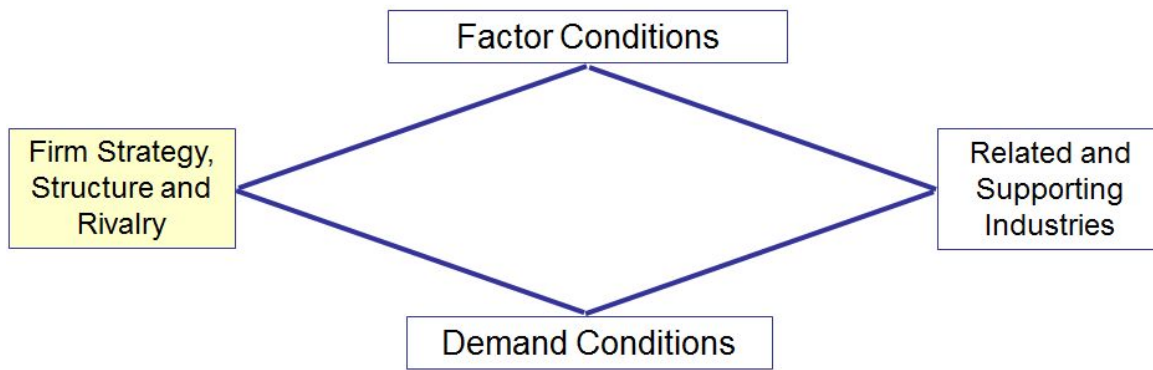 Factor Conditions
Firm Strategy,
Structure and
Rivalry
Related and
Supporting
Industries
Demand Conditions